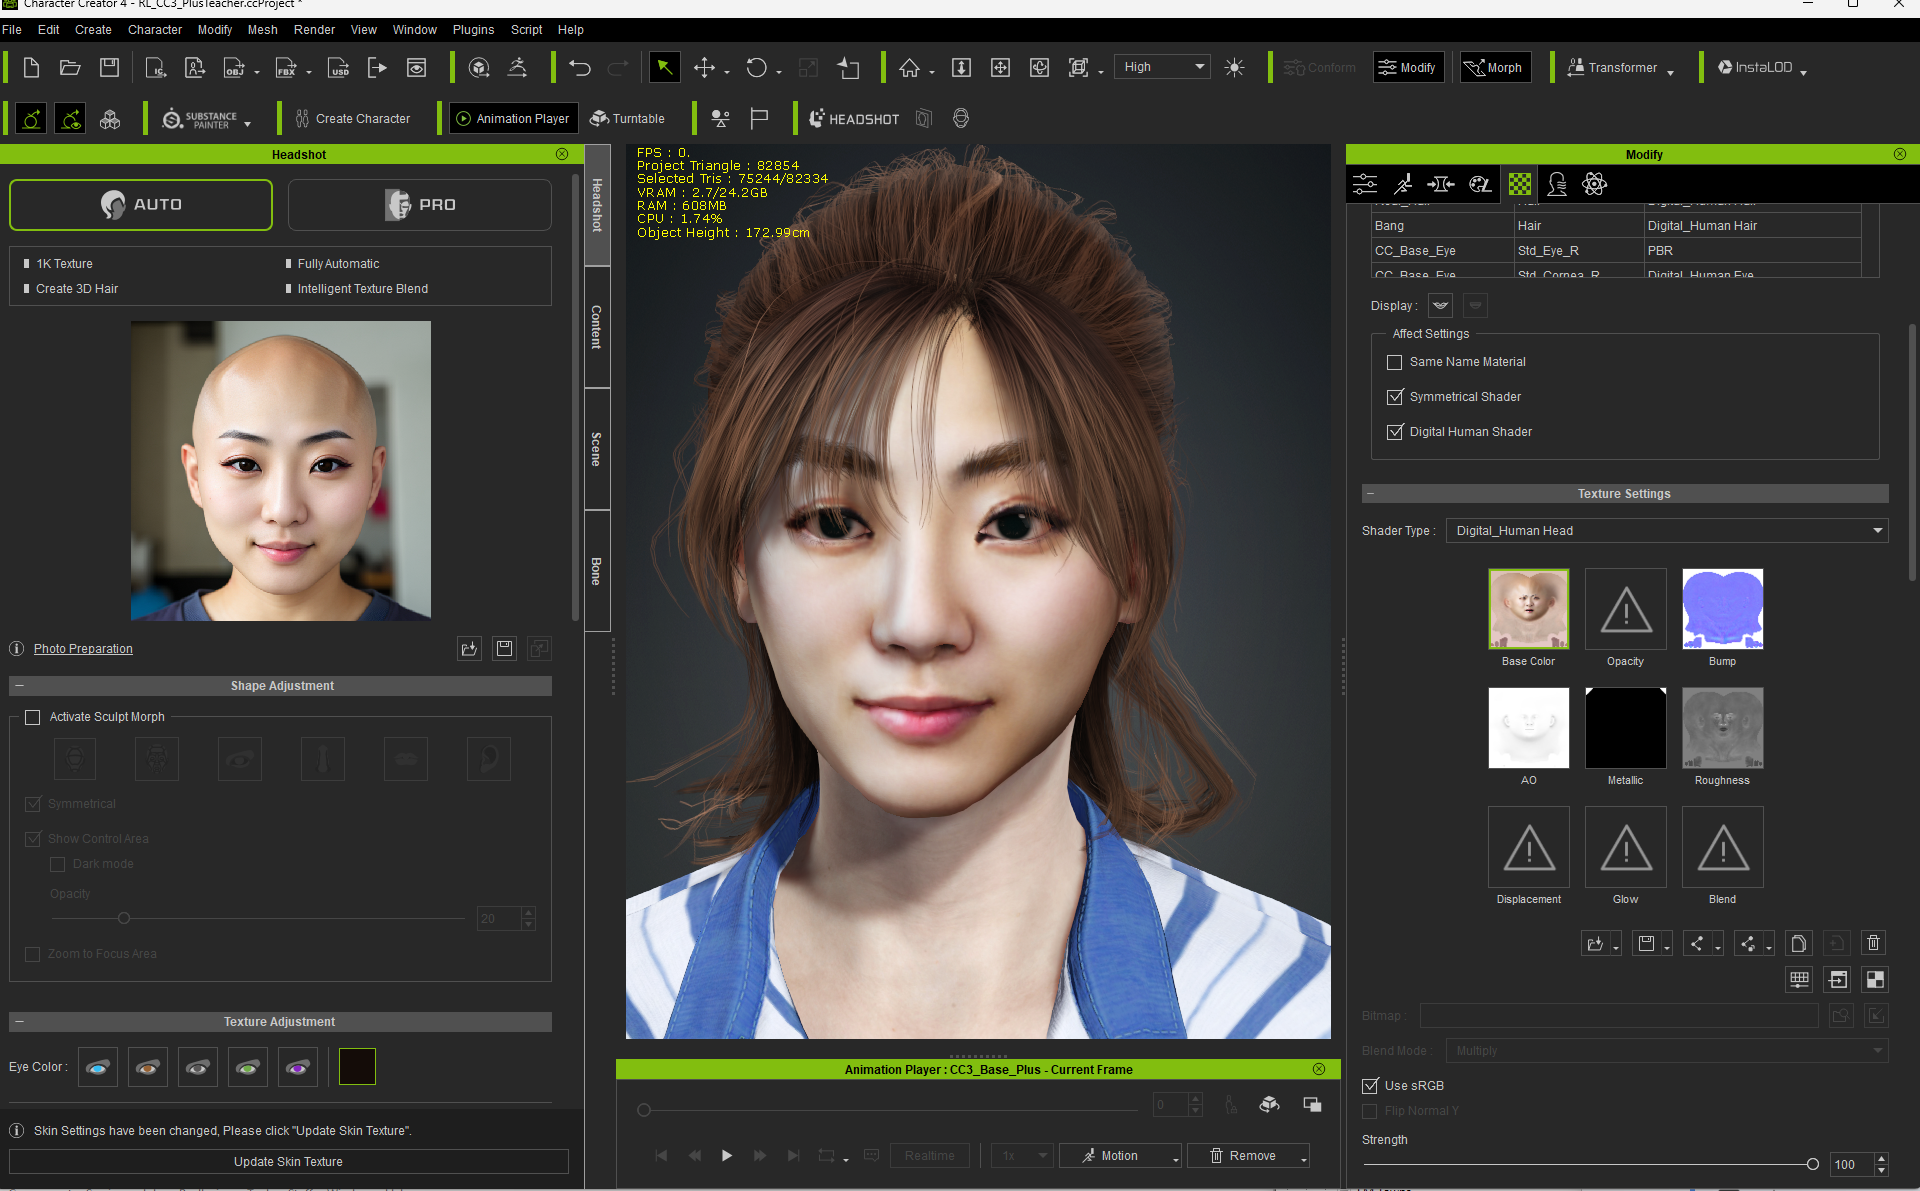 Character Creator 4 - RL_CC3_PlusTeacher.ccProject *
File Edit Create Character Modify Mesh Render View Window Plugins Script Help
High
Conform
Modify
Morph
Transformer
InstaLOD
SUBSTANCE PAINTER
Create Character
Animation Player
Turntable
HEADSHOT
Headshot
AUTO
PRO
1K Texture
Fully Automatic
Create 3D Hair
Intelligent Texture Blend
Photo Preparation
Shape Adjustment
Activate Sculpt Morph
Symmetrical
Show Control Area
Dark mode
Opacity
20
Zoom to Focus Area
Texture Adjustment
Eye Color :
Skin Settings have been changed, Please click "Update Skin Texture".
Update Skin Texture
Headshot
Content
Scene
Bone
FPS : 0.
Project Triangle : 82854
Selected Tris : 75244/82334
VRAM : 2.7/24.2GB
RAM : 608MB
CPU : 1.74%
Object Height : 172.99cm
Animation Player : CC3_Base_Plus - Current Frame
0
Realtime
1x
Motion
Remove
Modify
Bang Hair Digital_Human Hair
CC_Base_Eye Std_Eye_R PBR
CC_Base_Eye Std_Cornea_R Digital_Human Eye
Display :
Affect Settings
Same Name Material
Symmetrical Shader
Digital Human Shader
Texture Settings
Shader Type : Digital_Human Head
Base Color Opacity Bump
AO Metallic Roughness
Displacement Glow Blend
Bitmap :
Blend Mode : Multiply
Use sRGB
Flip Normal Y
Strength
100